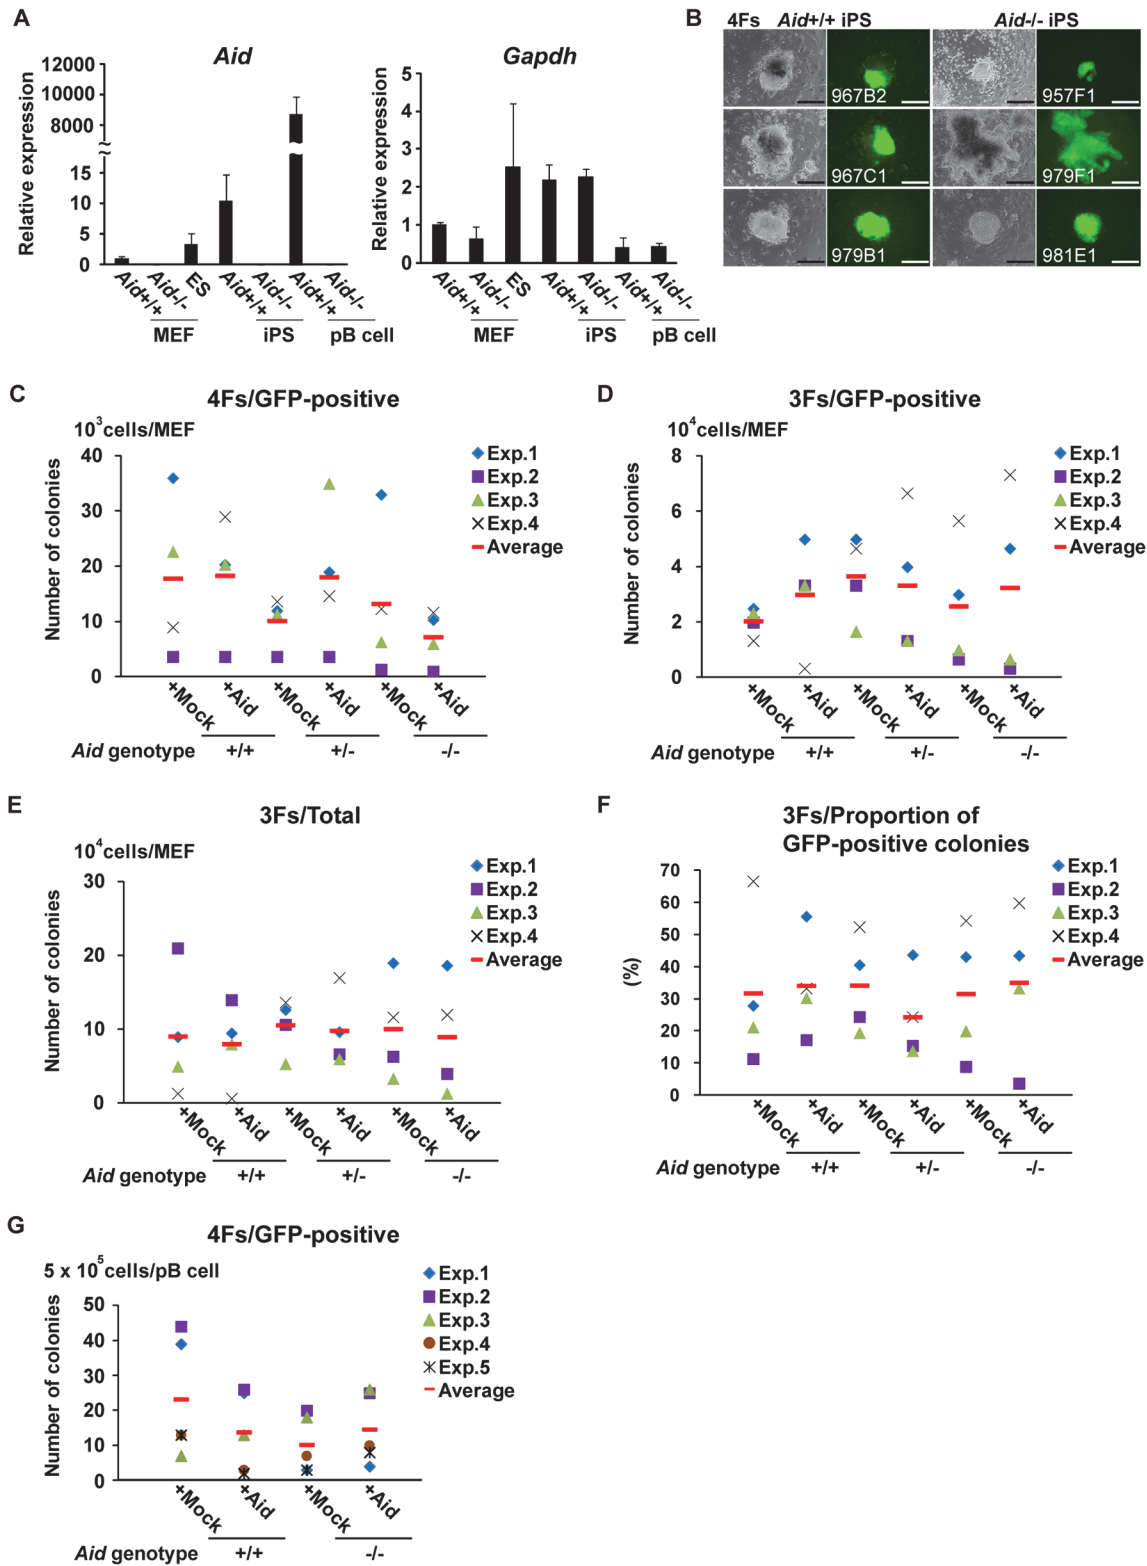 A
Aid
Relative expression
12000
10000
8000
15
10
5
0
Aid+/+
Aid-/-
ES
Aid+/+
Aid-/-
Aid+/+
Aid-/-
MEF
iPS
pB cell
Gapdh
Relative expression
5
4
3
2
1
0
Aid+/+
Aid-/-
ES
Aid+/+
Aid-/-
Aid+/+
Aid-/-
MEF
iPS
pB cell
B
4Fs Aid+/+ iPS Aid-/- iPS
967B2
957F1
967C1
979F1
979B1
981E1
C
4Fs/GFP-positive
10³cells/MEF
Number of colonies
40
30
20
10
0
Exp.1
Exp.2
Exp.3
Exp.4
Average
+Mock
+Aid
+Mock
+Aid
+Mock
+Aid
Aid genotype +/+ +/- -/-
D
3Fs/GFP-positive
10⁴cells/MEF
Number of colonies
8
6
4
2
0
Exp.1
Exp.2
Exp.3
Exp.4
Average
+Mock
+Aid
+Mock
+Aid
+Mock
+Aid
Aid genotype +/+ +/- -/-
E
3Fs/Total
10⁴cells/MEF
Number of colonies
30
20
10
0
Exp.1
Exp.2
Exp.3
Exp.4
Average
+Mock
+Aid
+Mock
+Aid
+Mock
+Aid
Aid genotype +/+ +/- -/-
F
3Fs/Proportion of
GFP-positive colonies
(%)
70
60
50
40
30
20
10
0
Exp.1
Exp.2
Exp.3
Exp.4
Average
+Mock
+Aid
+Mock
+Aid
+Mock
+Aid
Aid genotype +/+ +/- -/-
G
4Fs/GFP-positive
5 x 10⁵cells/pB cell
Number of colonies
50
40
30
20
10
0
Exp.1
Exp.2
Exp.3
Exp.4
Exp.5
Average
+Mock
+Aid
+Mock
+Aid
Aid genotype +/+ -/-